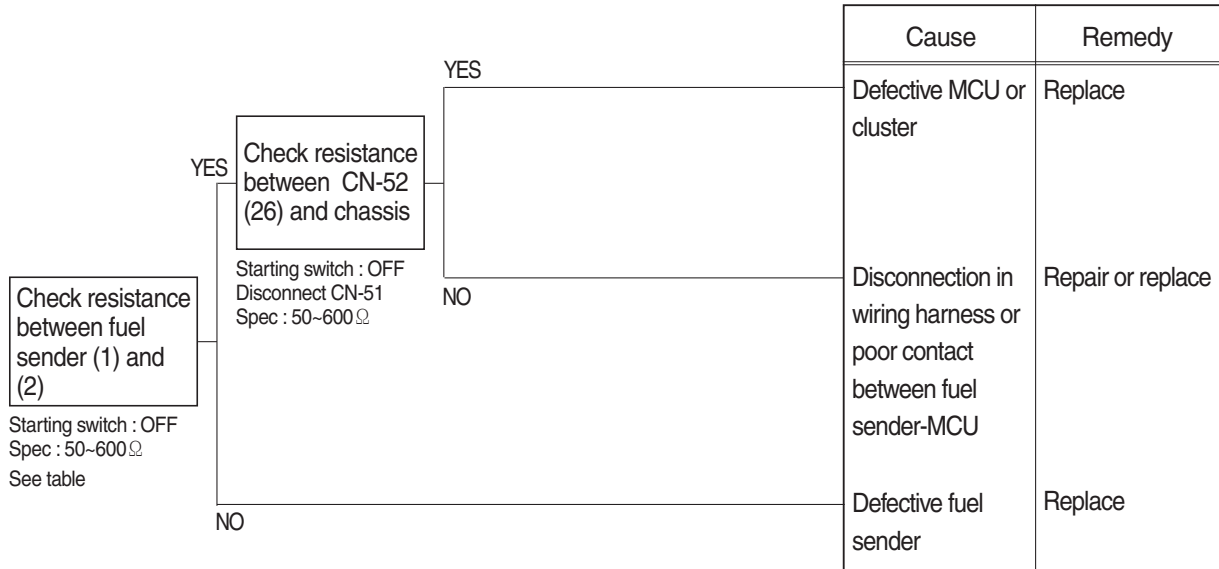 Cause
Remedy
YES
Defective MCU or
cluster
Replace
YES
Check resistance
between CN-52
(26) and chassis
Starting switch : OFF
Disconnect CN-51
Spec : 50~600Ω
NO
Disconnection in
wiring harness or
poor contact
between fuel
sender-MCU
Repair or replace
Check resistance
between fuel
sender (1) and
(2)
Starting switch : OFF
Spec : 50~600Ω
See table
NO
Defective fuel
sender
Replace